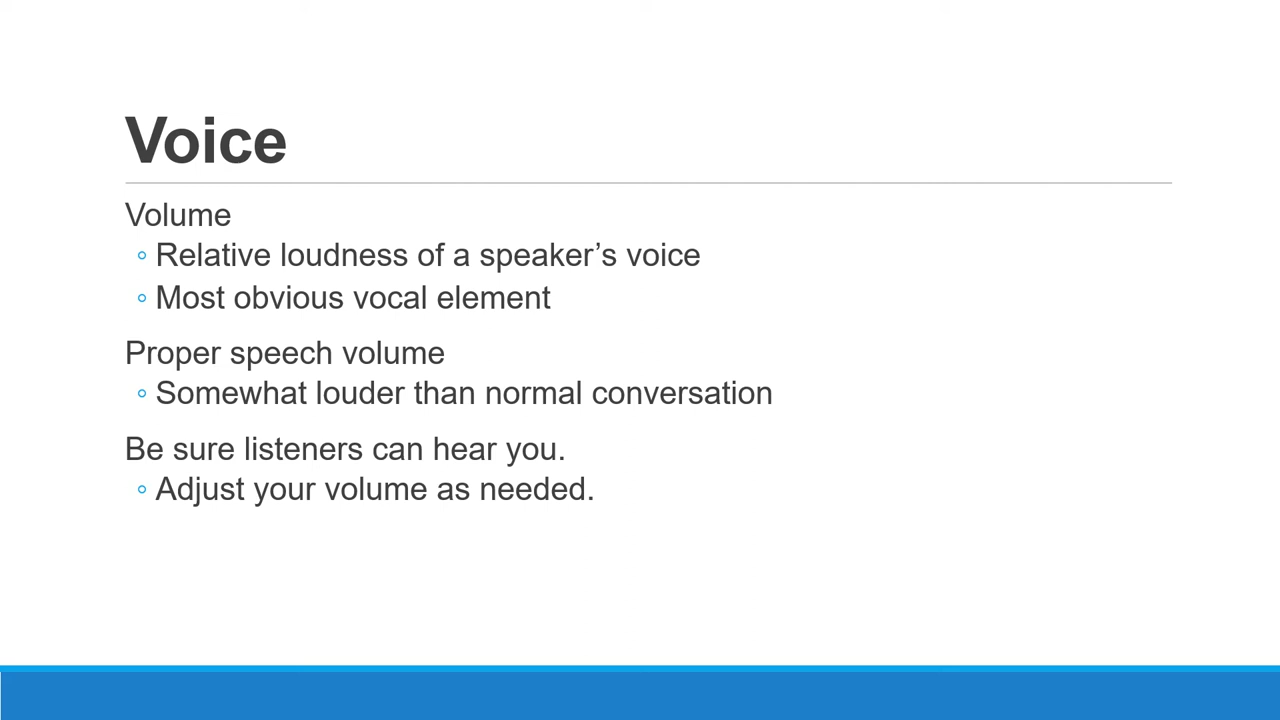 Voice
Volume
◦ Relative loudness of a speaker’s voice
◦ Most obvious vocal element
Proper speech volume
◦ Somewhat louder than normal conversation
Be sure listeners can hear you.
◦ Adjust your volume as needed.